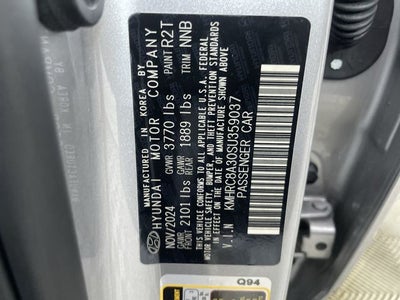 MANUFACTURED IN KOREA BY
HYUNDAI MOTOR COMPANY
NOV/2024 GVWR 3770 lbs PAINT R2T
GAWR FRONT 2101 lbs GAWR REAR 1889 lbs TRIM NNB
THIS VEHICLE CONFORMS TO ALL APPLICABLE U.S.A. FEDERAL
MOTOR VEHICLE SAFETY, BUMPER, AND THEFT PREVENTION STANDARDS
IN EFFECT ON THE DATE OF MANUFACTURE SHOWN ABOVE
V.I.N KMHRC8A30SU359037
PASSENGER CAR
Q94